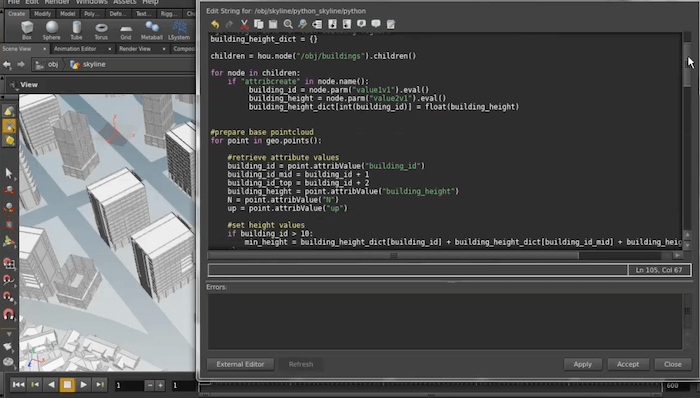 Edit Render Windows Assets Help
Edit String for: /obj/skyline/python_skyline/python
Create Modify Model Poly... Defo... Text... Rigg...
Box Sphere Tube Torus Grid Metaball LSystem
Scene View Animation Editor Render View Compos
obj skyline
View
building_height_dict = {}
children = hou.node("/obj/buildings").children()
for node in children:
if "attribcreate" in node.name():
building_id = node.parm("value1v1").eval()
building_height = node.parm("value2v1").eval()
building_height_dict[int(building_id)] = float(building_height)
#prepare base pointcloud
for point in geo.points():
#retrieve attribute values
building_id = point.attribValue("building_id")
building_id_mid = building_id + 1
building_id_top = building_id + 2
building_height = point.attribValue("building_height")
N = point.attribValue("N")
up = point.attribValue("up")
#set height values
if building_id > 10:
min_height = building_height_dict[building_id] + building_height_dict[building_id_mid] + building_heig
Ln 105, Col 67
Errors:
External Editor Refresh Apply Accept Close
1 1 600